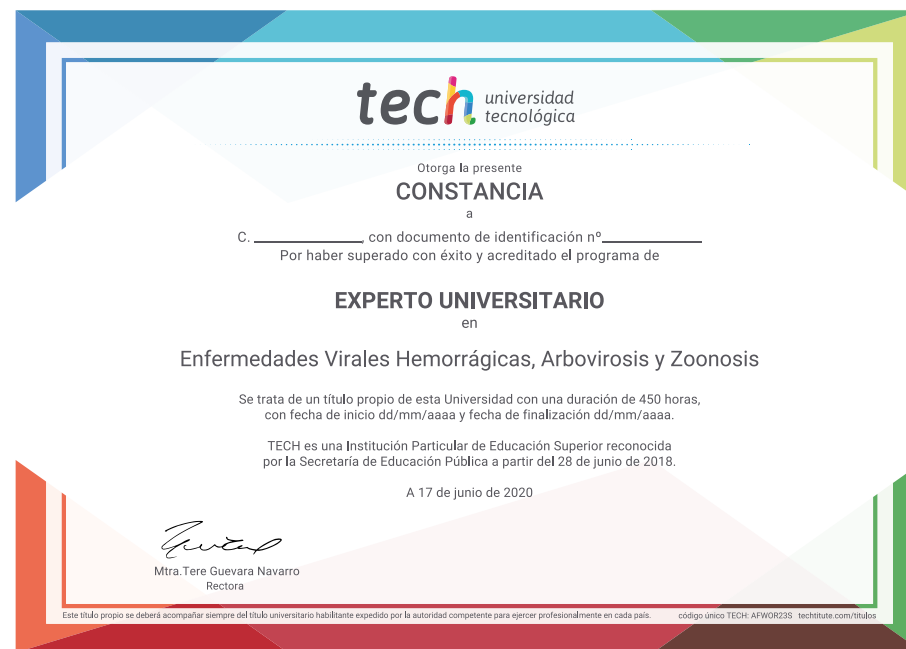 tech universidad
tecnológica
Otorga la presente
CONSTANCIA
a
C. ____________, con documento de identificación nº____________
Por haber superado con éxito y acreditado el programa de
EXPERTO UNIVERSITARIO
en
Enfermedades Virales Hemorrágicas, Arbovirosis y Zoonosis
Se trata de un título propio de esta Universidad con una duración de 450 horas,
con fecha de inicio dd/mm/aaaa y fecha de finalización dd/mm/aaaa.
TECH es una Institución Particular de Educación Superior reconocida
por la Secretaría de Educación Pública a partir del 28 de junio de 2018.
A 17 de junio de 2020
Mtra.Tere Guevara Navarro
Rectora
Este título propio se deberá acompañar siempre del título universitario habilitante expedido por la autoridad competente para ejercer profesionalmente en cada país. código único TECH: AFWOR23S techtitute.com/titulos